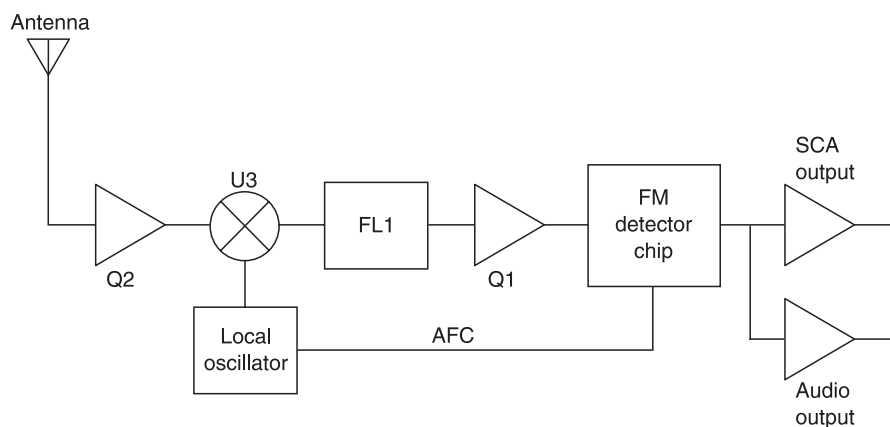 Antenna
Q2
U3
Local
oscillator
FL1
Q1
AFC
FM
detector
chip
SCA
output
Audio
output